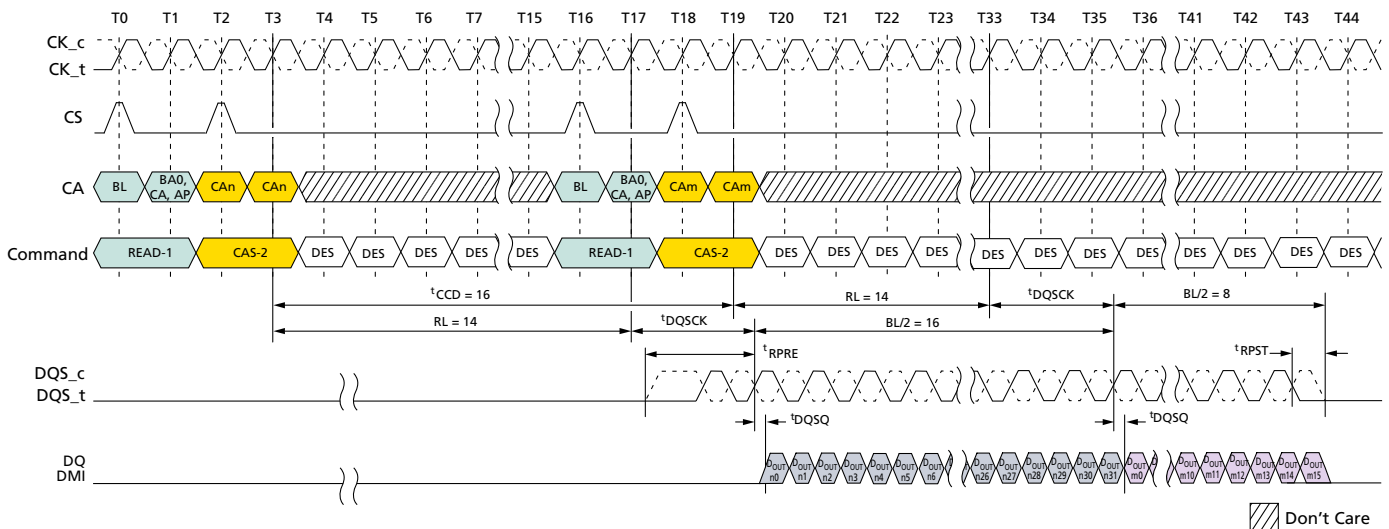 T0 T1 T2 T3 T4 T5 T6 T7 T15 T16 T17 T18 T19 T20 T21 T22 T23 T33 T34 T35 T36 T41 T42 T43 T44
CK_c
CK_t
CS
CA BL BA0, CA, AP CAn CAn BL BA0, CA, AP CAm CAm
Command READ-1 CAS-2 DES DES DES DES DES READ-1 CAS-2 DES DES DES DES DES DES DES DES DES DES DES DES
tCCD = 16 RL = 14 tDQSCK BL/2 = 8
RL = 14 tDQSCK BL/2 = 16
tRPRE tRPST
DQS_c
DQS_t
tDQSQ tDQSQ
DQ
DMI
DOUT n0 DOUT n1 DOUT n2 DOUT n3 DOUT n4 DOUT n5 DOUT n6 DOUT n26 DOUT n27 DOUT n28 DOUT n29 DOUT n30 DOUT n31 DOUT m0 DOUT m10 DOUT m11 DOUT m12 DOUT m13 DOUT m14 DOUT m15
Don't Care